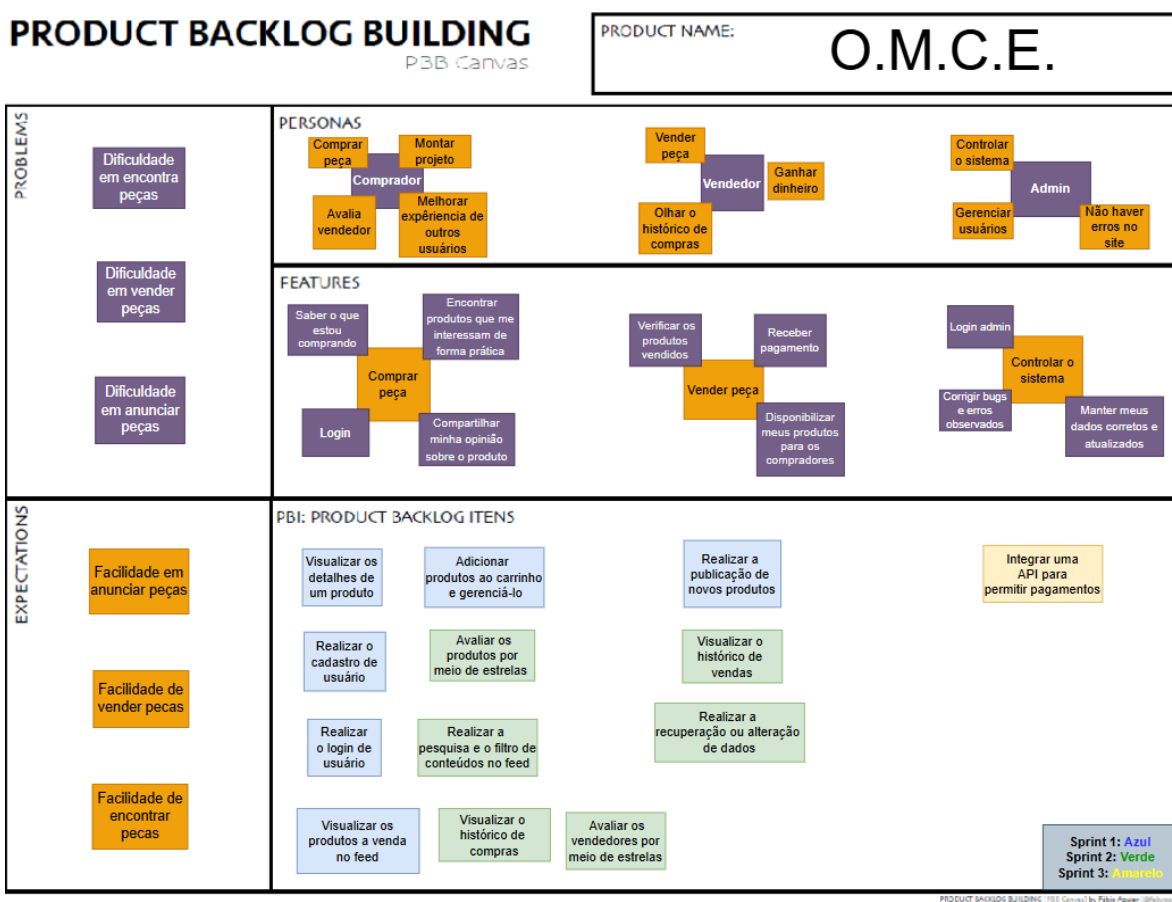 PRODUCT BACKLOG BUILDING
PBB Canvas
PRODUCT NAME:
O.M.C.E.
PROBLEMS
Dificuldade
em encontra
peças
Dificuldade
em vender
peças
Dificuldade
em anunciar
peças
PERSONAS
Comprar
peça
Montar
projeto
Comprador
Avalia
vendedor
Melhorar
expêriencia de
outros
usuários
Vender
peça
Vendedor
Ganhar
dinheiro
Olhar o
histórico de
compras
Controlar
o sistema
Admin
Gerenciar
usuários
Não haver
erros no
site
FEATURES
Saber o que
estou
comprando
Encontrar
produtos que me
interessam de
forma prática
Comprar
peça
Login
Compartilhar
minha opinião
sobre o produto
Verificar os
produtos
vendidos
Receber
pagamento
Vender peça
Disponibilizar
meus produtos
para os
compradores
Login admin
Controlar o
sistema
Corrigir bugs
e erros
observados
Manter meus
dados corretos e
atualizados
EXPECTATIONS
Facilidade em
anunciar peças
Facilidade de
vender pecas
Facilidade de
encontrar
pecas
PBI: PRODUCT BACKLOG ITENS
Visualizar os
detalhes de
um produto
Adicionar
produtos ao carrinho
e gerenciá-lo
Realizar a
publicação de
novos produtos
Integrar uma
API para
permitir pagamentos
Realizar o
cadastro de
usuário
Avaliar os
produtos por
meio de estrelas
Visualizar o
histórico de
vendas
Realizar
o login de
usuário
Realizar a
pesquisa e o filtro de
conteúdos no feed
Realizar a
recuperação ou alteração
de dados
Visualizar os
produtos a venda
no feed
Visualizar o
histórico de
compras
Avaliar os
vendedores por
meio de estrelas
Sprint 1: Azul
Sprint 2: Verde
Sprint 3: Amarelo
PRODUCT BACKLOG BUILDING (PBB Canvas) by Fábio Aguiar